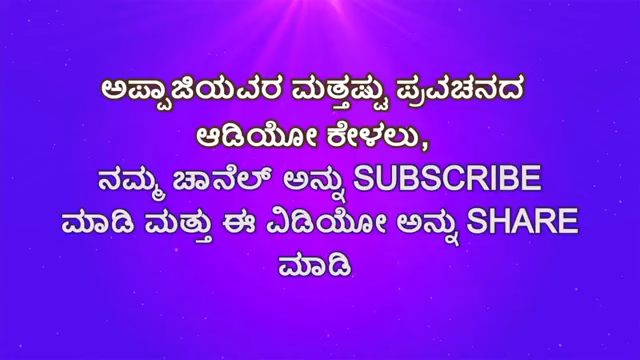 ಅಪ್ಪಾಜಿಯವರ ಮತ್ತಷ್ಟು ಪ್ರವಚನದ
ಆಡಿಯೋ ಕೇಳಲು,
ನಮ್ಮ ಚಾನೆಲ್ ಅನ್ನು SUBSCRIBE
ಮಾಡಿ ಮತ್ತು ಈ ವಿಡಿಯೋ ಅನ್ನು SHARE
ಮಾಡಿ